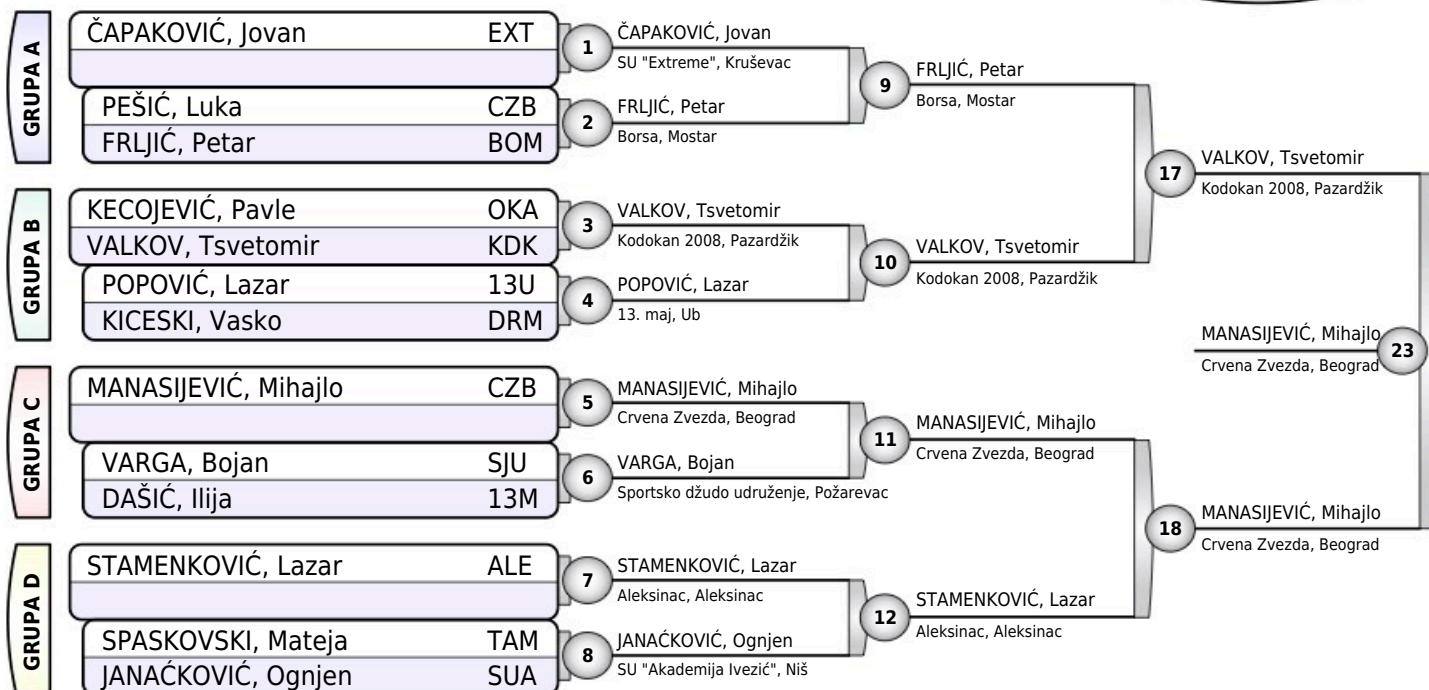 GRUPA A
ČAPAKOVIĆ, Jovan EXT
PEŠIĆ, Luka CZB
FRLJIĆ, Petar BOM
1
ČAPAKOVIĆ, Jovan
SU "Extreme", Kruševac
2
FRLJIĆ, Petar
Borsa, Mostar
9
FRLJIĆ, Petar
Borsa, Mostar
GRUPA B
KECOJEVIĆ, Pavle OKA
VALKOV, Tsvetomir KDK
POPOVIĆ, Lazar 13U
KICESKI, Vasko DRM
3
VALKOV, Tsvetomir
Kodokan 2008, Pazardžik
4
POPOVIĆ, Lazar
13. maj, Ub
10
VALKOV, Tsvetomir
Kodokan 2008, Pazardžik
17
VALKOV, Tsvetomir
Kodokan 2008, Pazardžik
GRUPA C
MANASIJEVIĆ, Mihajlo CZB
VARGA, Bojan SJU
DAŠIĆ, Ilija 13M
5
MANASIJEVIĆ, Mihajlo
Crvena Zvezda, Beograd
6
VARGA, Bojan
Sportsko džudo udruženje, Požarevac
11
MANASIJEVIĆ, Mihajlo
Crvena Zvezda, Beograd
GRUPA D
STAMENKOVIĆ, Lazar ALE
SPASKOVSKI, Mateja TAM
JANAĆKOVIĆ, Ognjen SUA
7
STAMENKOVIĆ, Lazar
Aleksinac, Aleksinac
8
JANAĆKOVIĆ, Ognjen
SU "Akademija Ivezić", Niš
12
STAMENKOVIĆ, Lazar
Aleksinac, Aleksinac
18
MANASIJEVIĆ, Mihajlo
Crvena Zvezda, Beograd
MANASIJEVIĆ, Mihajlo
Crvena Zvezda, Beograd
23